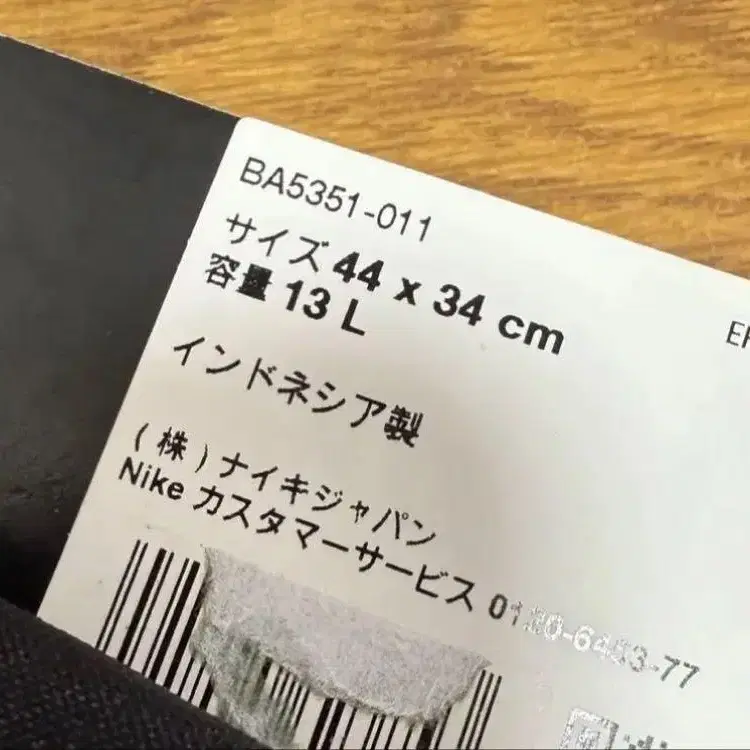 BA5351-011
サイズ 44 x 34 cm
容量 13 L
インドネシア製
(株)ナイキジャパン
Nike カスタマーサービス